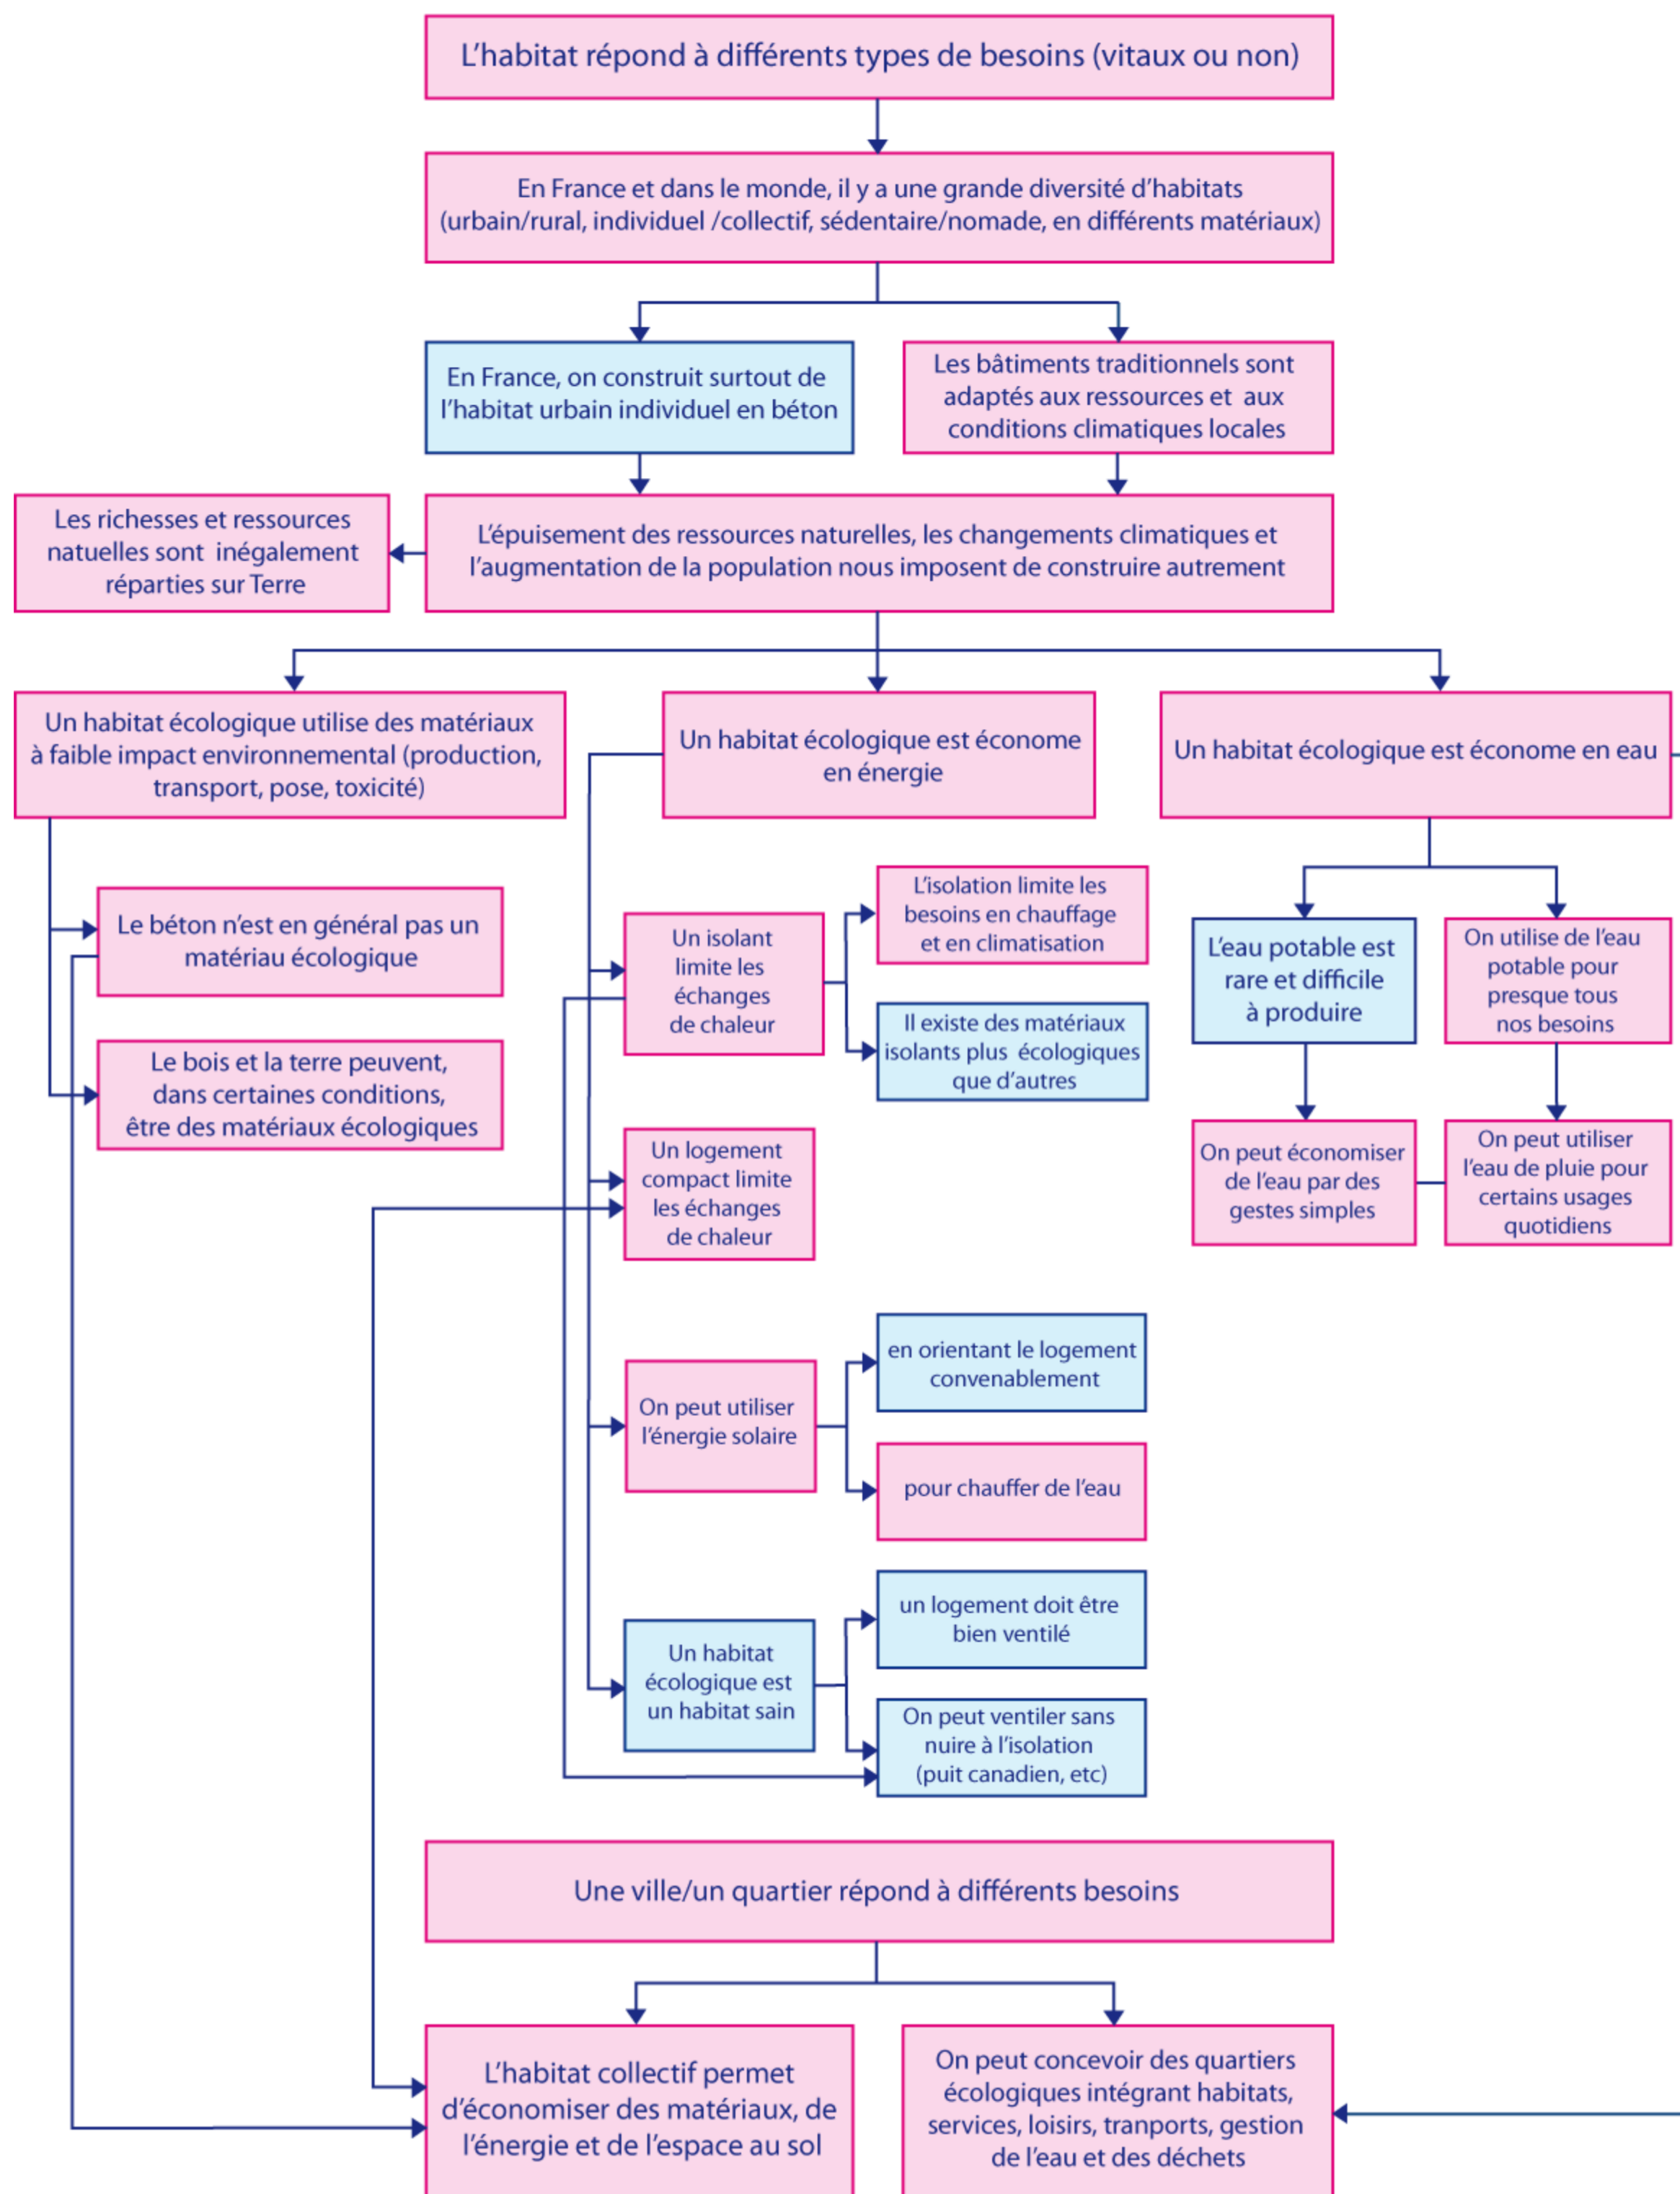 L'habitat répond à différents types de besoins (vitaux ou non)
En France et dans le monde, il y a une grande diversité d'habitats
(urbain/rural, individuel /collectif, sédentaire/nomade, en différents matériaux)
En France, on construit surtout de
l'habitat urbain individuel en béton
Les bâtiments traditionnels sont
adaptés aux ressources et aux
conditions climatiques locales
Les richesses et ressources
natuelles sont inégalement
réparties sur Terre
L'épuisement des ressources naturelles, les changements climatiques et
l'augmentation de la population nous imposent de construire autrement
Un habitat écologique utilise des matériaux
à faible impact environnemental (production,
transport, pose, toxicité)
Un habitat écologique est économe
en énergie
Un habitat écologique est économe en eau
Le béton n'est en général pas un
matériau écologique
Le bois et la terre peuvent,
dans certaines conditions,
être des matériaux écologiques
Un isolant
limite les
échanges
de chaleur
L'isolation limite les
besoins en chauffage
et en climatisation
Il existe des matériaux
isolants plus écologiques
que d'autres
L'eau potable est
rare et difficile
à produire
On utilise de l'eau
potable pour
presque tous
nos besoins
Un logement
compact limite
les échanges
de chaleur
On peut économiser
de l'eau par des
gestes simples
On peut utiliser
l'eau de pluie pour
certains usages
quotidiens
On peut utiliser
l'énergie solaire
en orientant le logement
convenablement
pour chauffer de l'eau
Un habitat
écologique est
un habitat sain
un logement doit être
bien ventilé
On peut ventiler sans
nuire à l'isolation
(puit canadien, etc)
Une ville/un quartier répond à différents besoins
L'habitat collectif permet
d'économiser des matériaux, de
l'énergie et de l'espace au sol
On peut concevoir des quartiers
écologiques intégrant habitats,
services, loisirs, tranports, gestion
de l'eau et des déchets